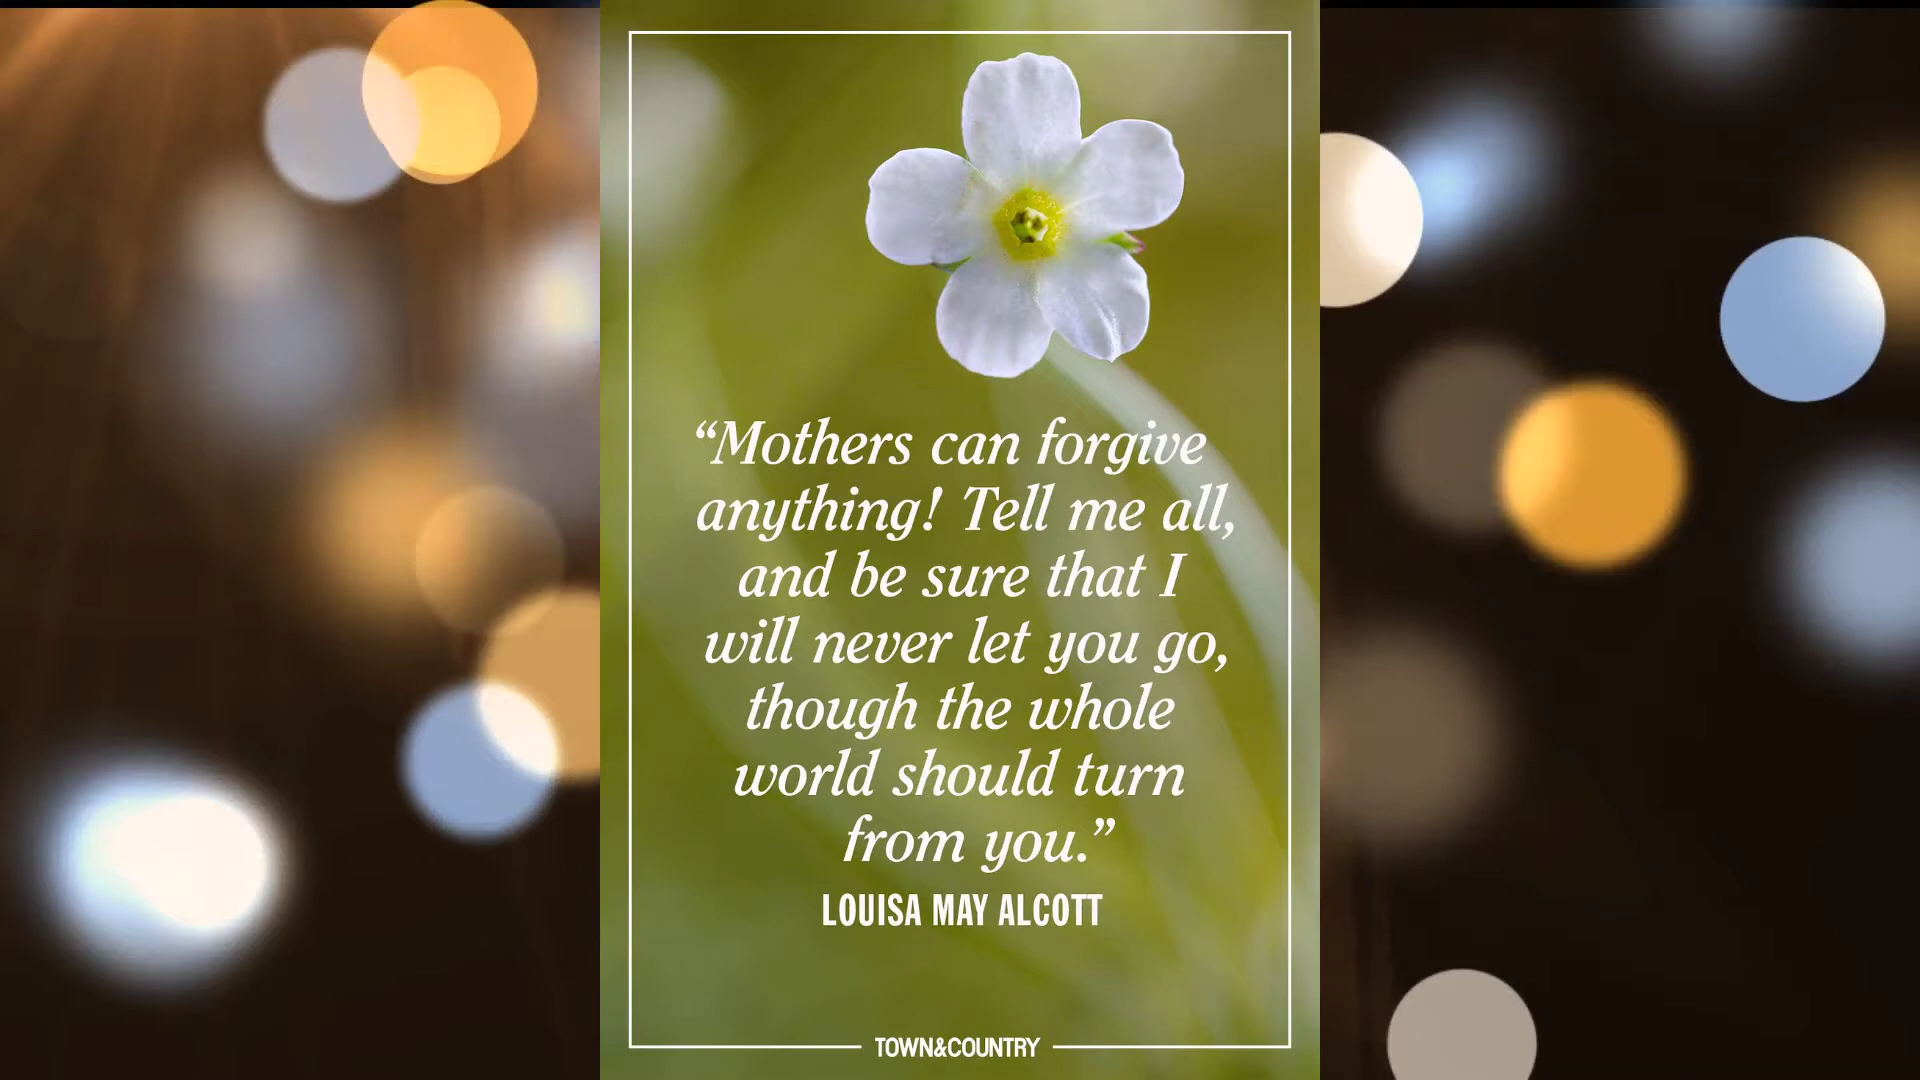 “Mothers can forgive
anything! Tell me all,
and be sure that I
will never let you go,
though the whole
world should turn
from you.”
LOUISA MAY ALCOTT
TOWN&COUNTRY